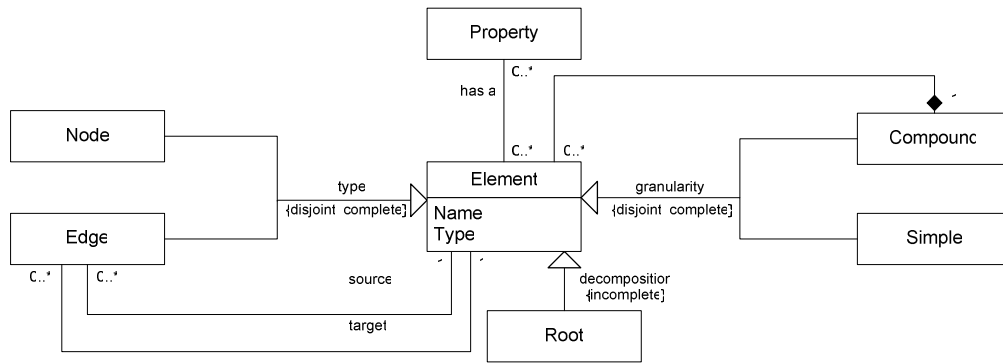 Property
C..*
has a
Node
Compound
C..*
C..*
Element
type
granularity
{disjoint complete}
{disjoint complete}
Name
Type
Edge
Simple
C..*
C..*
source
decomposition
{incomplete}
target
Root